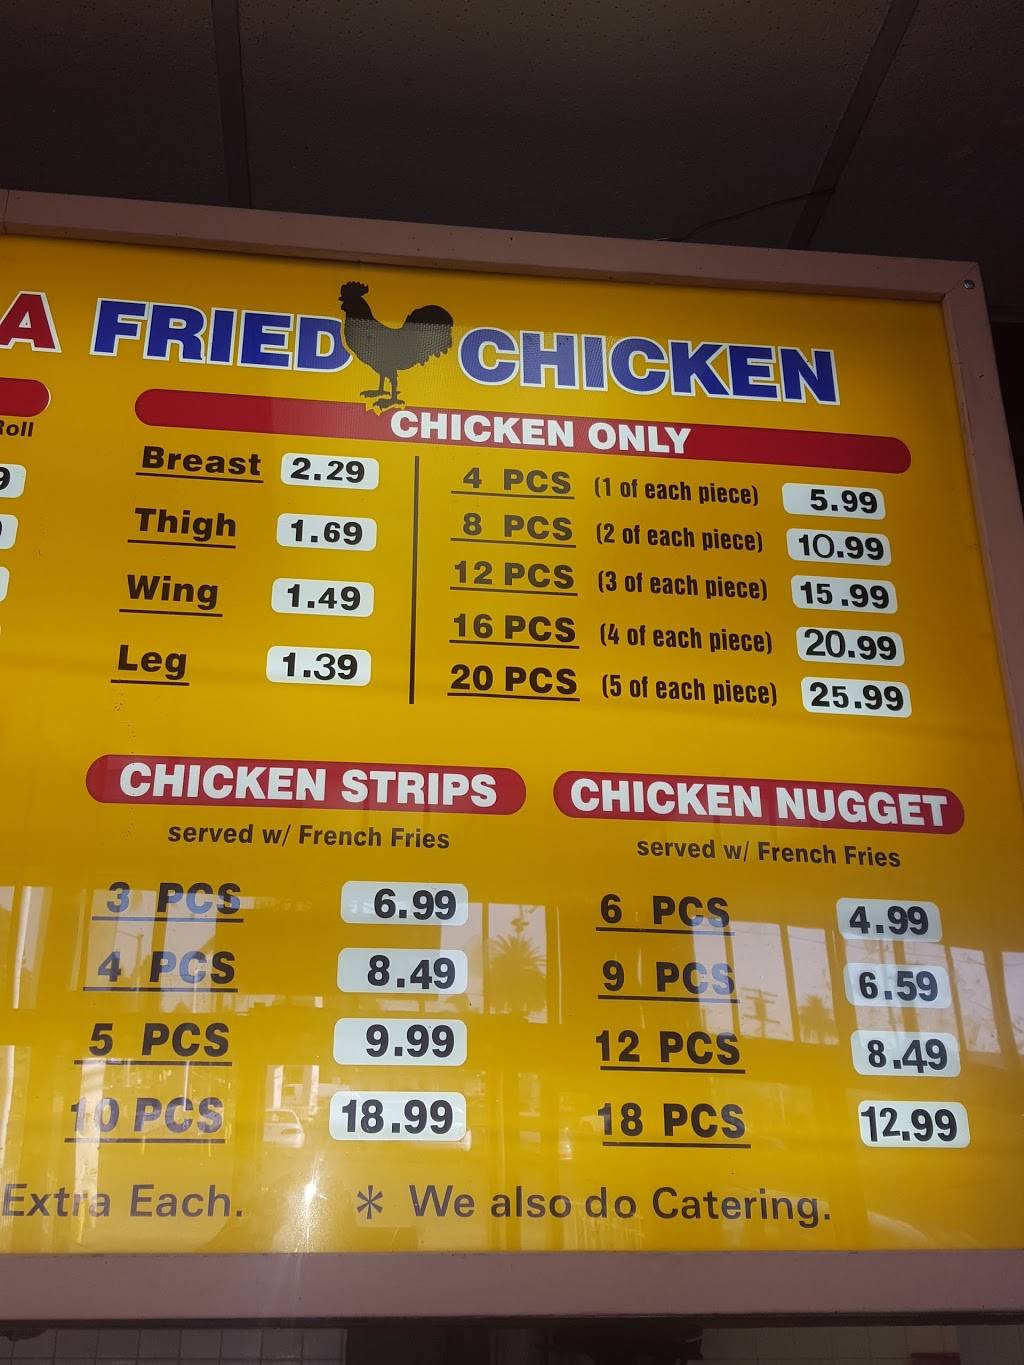 A FRIED CHICKEN
Roll
CHICKEN ONLY
Breast 2.29
Thigh 1.69
Wing 1.49
Leg 1.39
4 PCS (1 of each piece) 5.99
8 PCS (2 of each piece) 10.99
12 PCS (3 of each piece) 15.99
16 PCS (4 of each piece) 20.99
20 PCS (5 of each piece) 25.99
CHICKEN STRIPS
served w/ French Fries
3 PCS 6.99
4 PCS 8.49
5 PCS 9.99
10 PCS 18.99
CHICKEN NUGGET
served w/ French Fries
6 PCS 4.99
9 PCS 6.59
12 PCS 8.49
18 PCS 12.99
Extra Each. * We also do Catering.